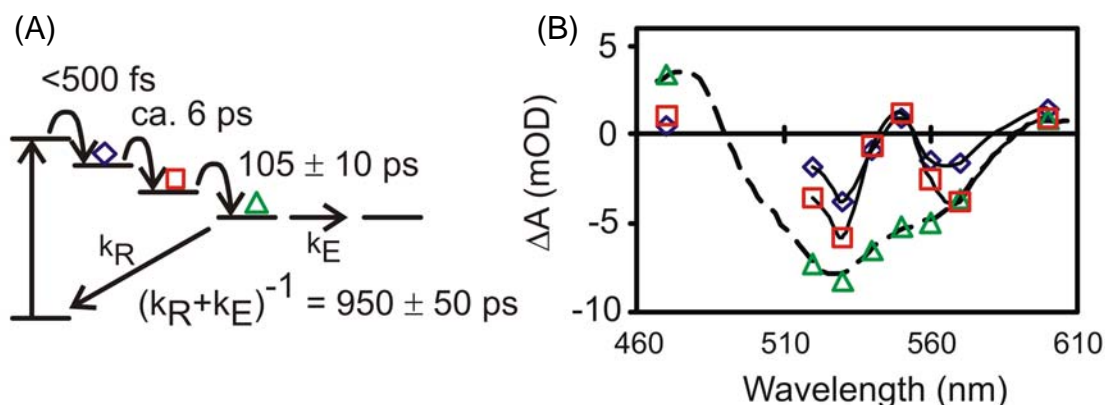 (A)
<500 fs
ca. 6 ps
105 ± 10 ps
kR
kE
(kR+kE)-1 = 950 ± 50 ps
(B)
ΔA (mOD)
5
0
-5
-10
460
510
560
610
Wavelength (nm)